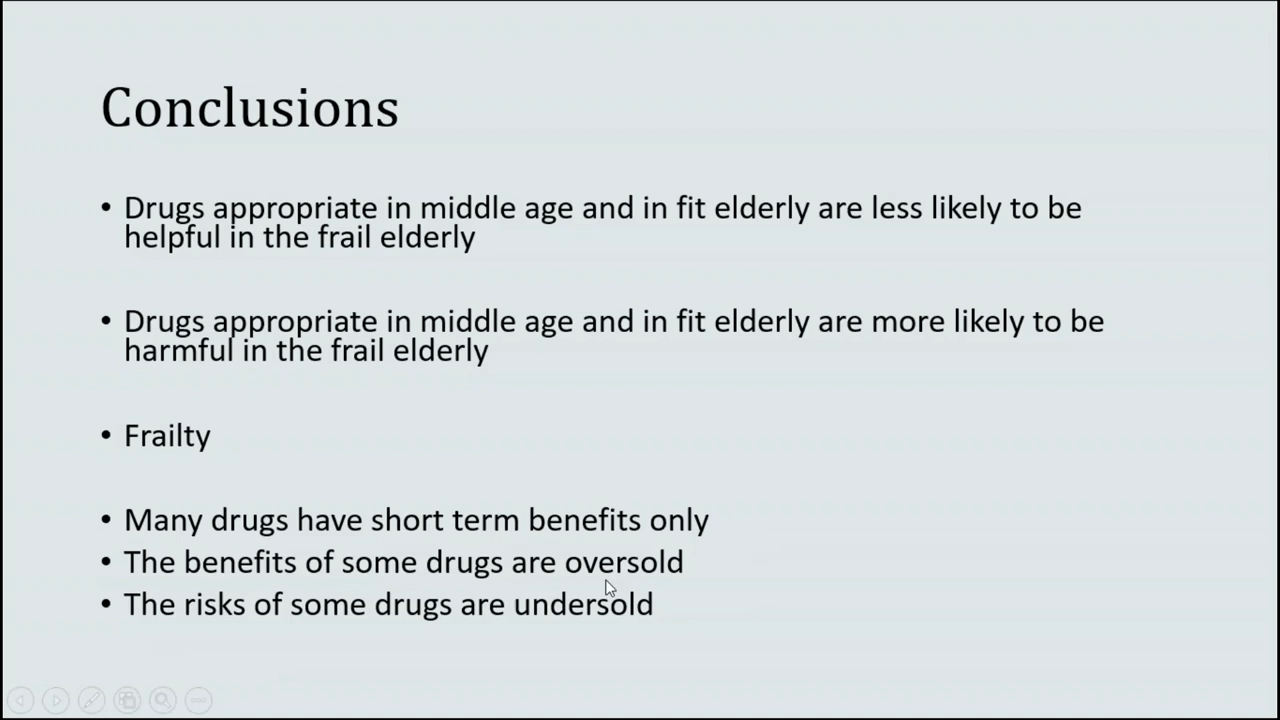 Conclusions
• Drugs appropriate in middle age and in fit elderly are less likely to be
helpful in the frail elderly
• Drugs appropriate in middle age and in fit elderly are more likely to be
harmful in the frail elderly
• Frailty
• Many drugs have short term benefits only
• The benefits of some drugs are oversold
• The risks of some drugs are undersold